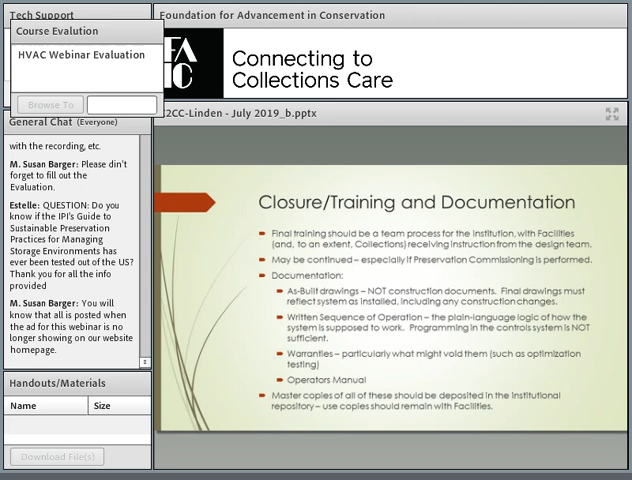 Tech Support
Course Evalution
HVAC Webinar Evaluation
Browse To
General Chat (Everyone)
with the recording, etc.
M. Susan Barger: Please din't
forget to fill out the
Evaluation.
Estelle: QUESTION: Do you
know if the IPI's Guide to
Sustainable Preservation
Practices for Managing
Storage Environments has
ever been tested out of the US?
Thank you for all the info
provided
M. Susan Barger: You will
know that all is posted when
the ad for this webinar is no
longer showing on our website
homepage.
Handouts/Materials
Name Size
Download File(s)
Foundation for Advancement in Conservation
FA
IC
Connecting to
Collections Care
2CC-Linden - July 2019_b.pptx
Closure/Training and Documentation
Final training should be a team process for the institution, with Facilities
(and, to an extent, Collections) receiving instruction from the design team.
May be continued – especially if Preservation Commissioning is performed.
Documentation:
As-Built drawings – NOT construction documents. Final drawings must
reflect system as installed, including any construction changes.
Written Sequence of Operation – the plain-language logic of how the
system is supposed to work. Programming in the controls system is NOT
sufficient.
Warranties – particularly what might void them (such as optimization
testing)
Operators Manual
Master copies of all of these should be deposited in the institutional
repository – use copies should remain with Facilities.